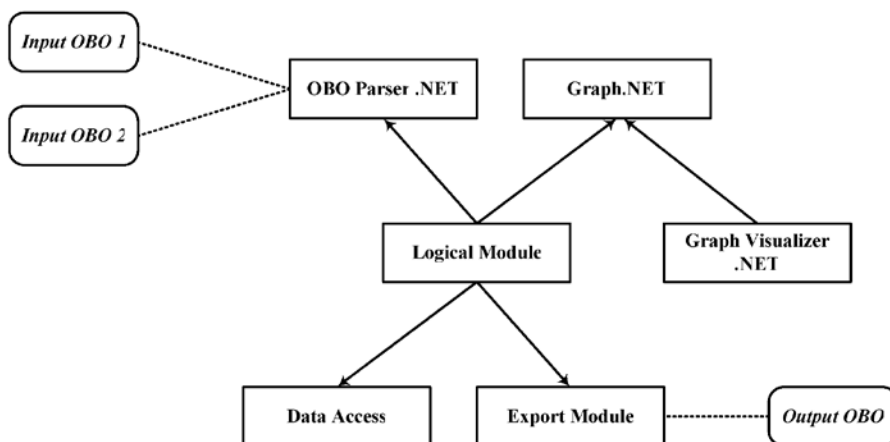 Input OBO 1
OBO Parser .NET
Graph.NET
Input OBO 2
Logical Module
Graph Visualizer
.NET
Data Access
Export Module
Output OBO